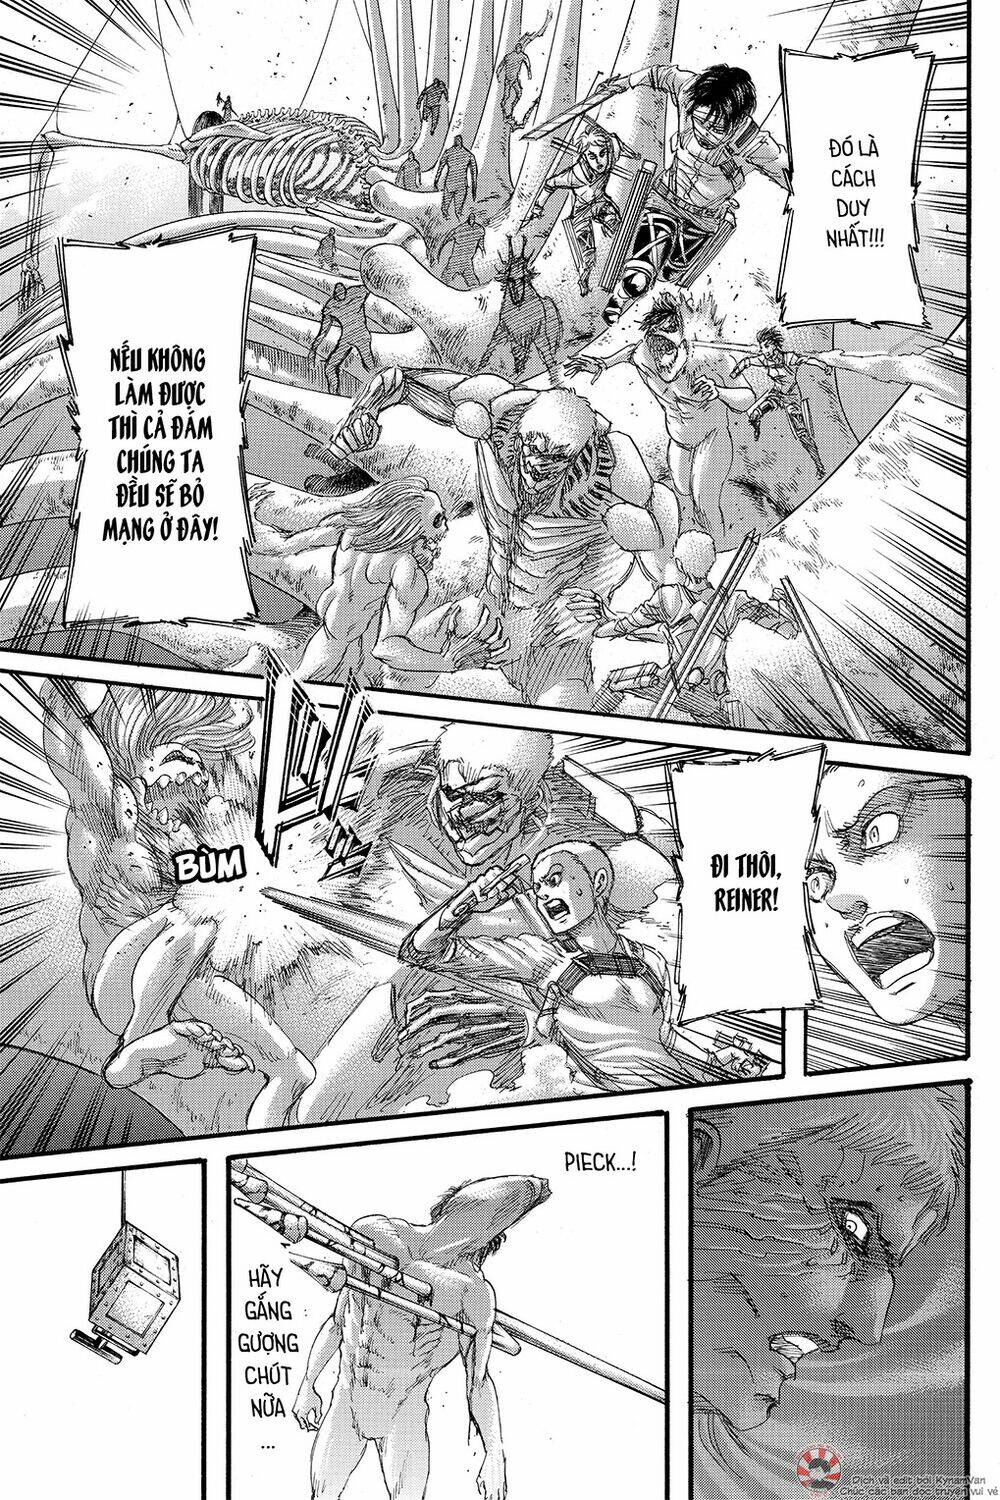 ĐÓ LÀ
CÁCH
DUY
NHẤT!!!
NẾU KHÔNG
LÀM ĐƯỢC
THÌ CẢ ĐÁM
CHÚNG TA
ĐỀU SẼ BỎ
MẠNG Ở ĐÂY!
ĐI THÔI,
REINER!
BÙM
PIECK...!
HÃY
GẮNG
GƯỢNG
CHÚT
NỮA
...
Dịch và edit bởi KynanVan
Chúc các bạn đọc truyện vui vẻ